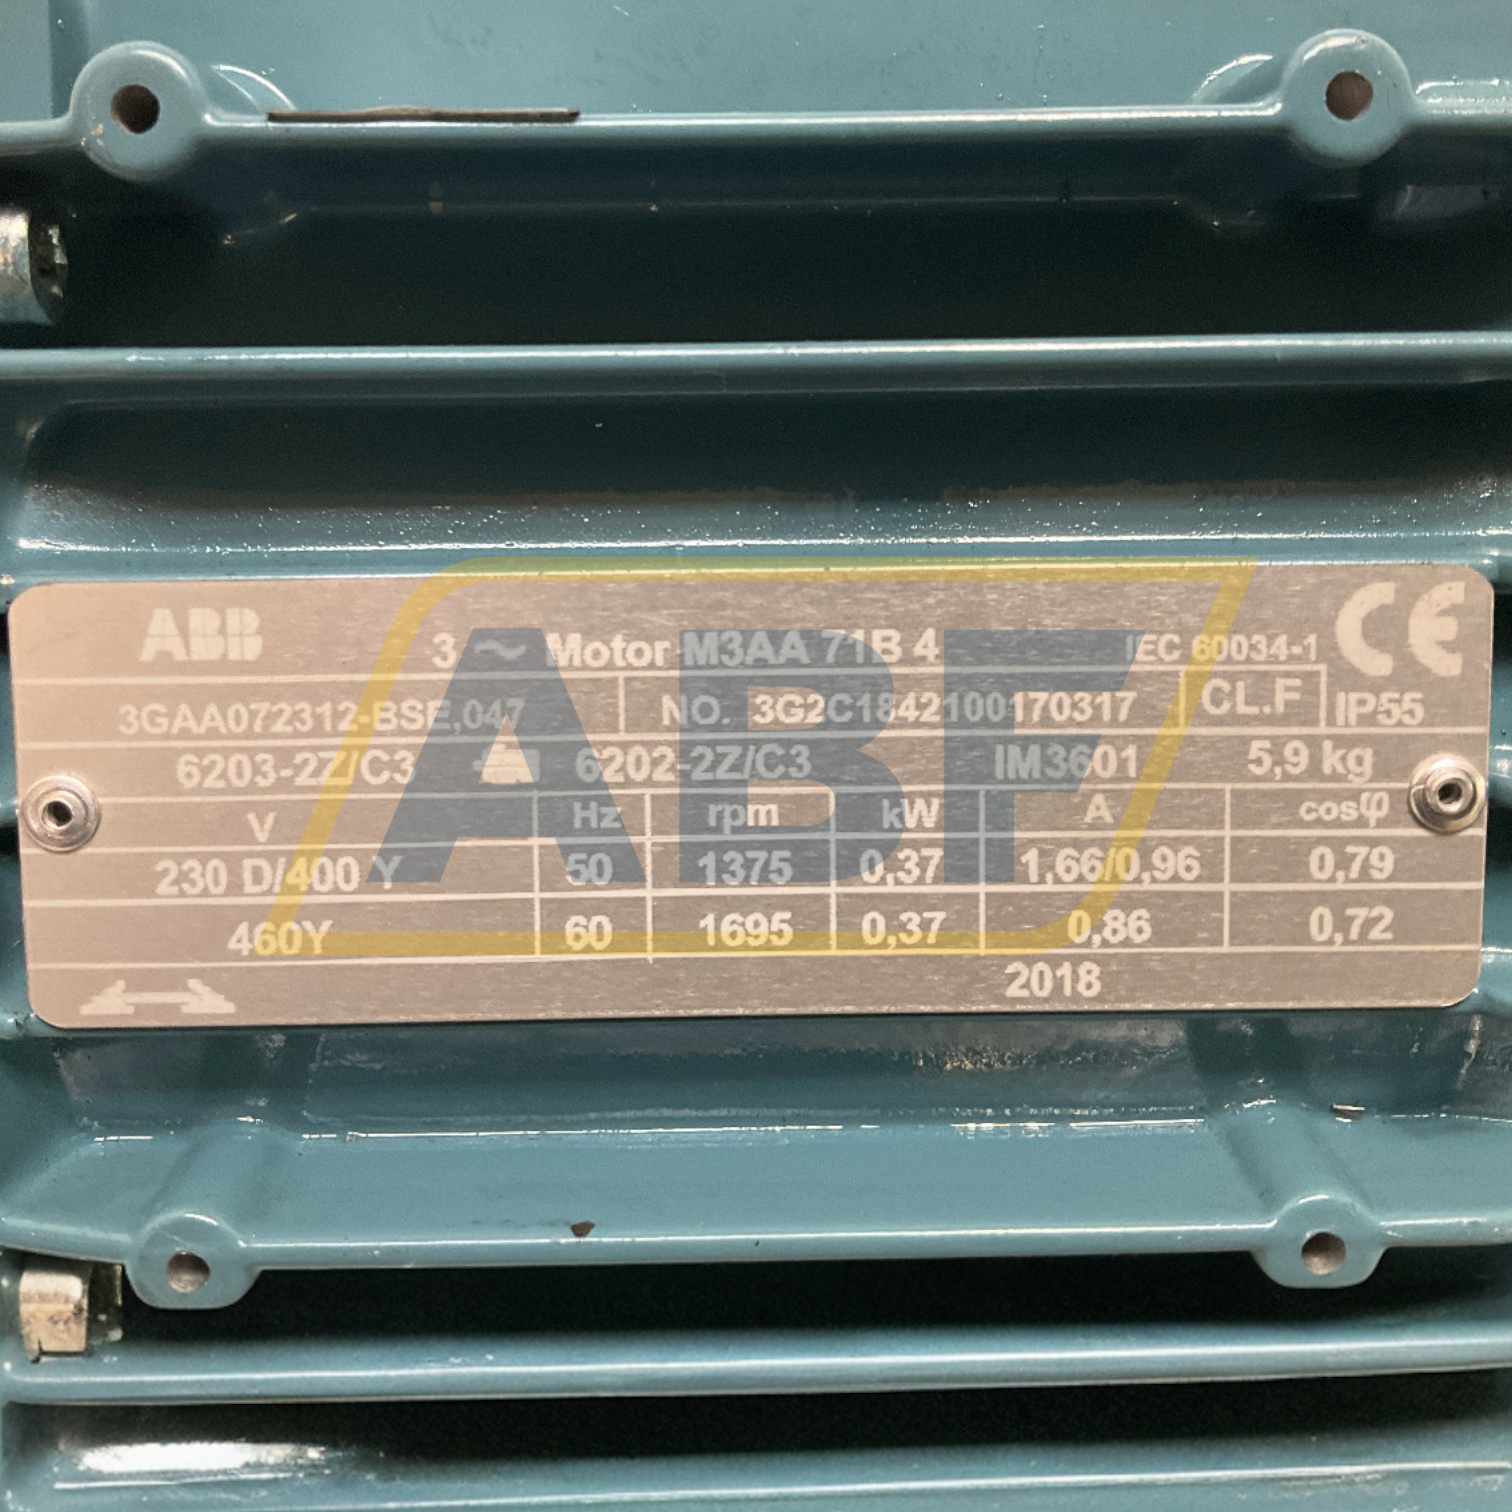 ABB 3 ~ Motor M3AA 71B 4 IEC 60034-1 CE
3GAA072312-BSE,047 NO. 3G2C1842100170317 CL.F IP55
6203-2Z/C3 6202-2Z/C3 IM3601 5,9 kg
V Hz rpm kW A cosφ
230 D/400 Y 50 1375 0,37 1,66/0,96 0,79
460Y 60 1695 0,37 0,86 0,72
2018
ABF